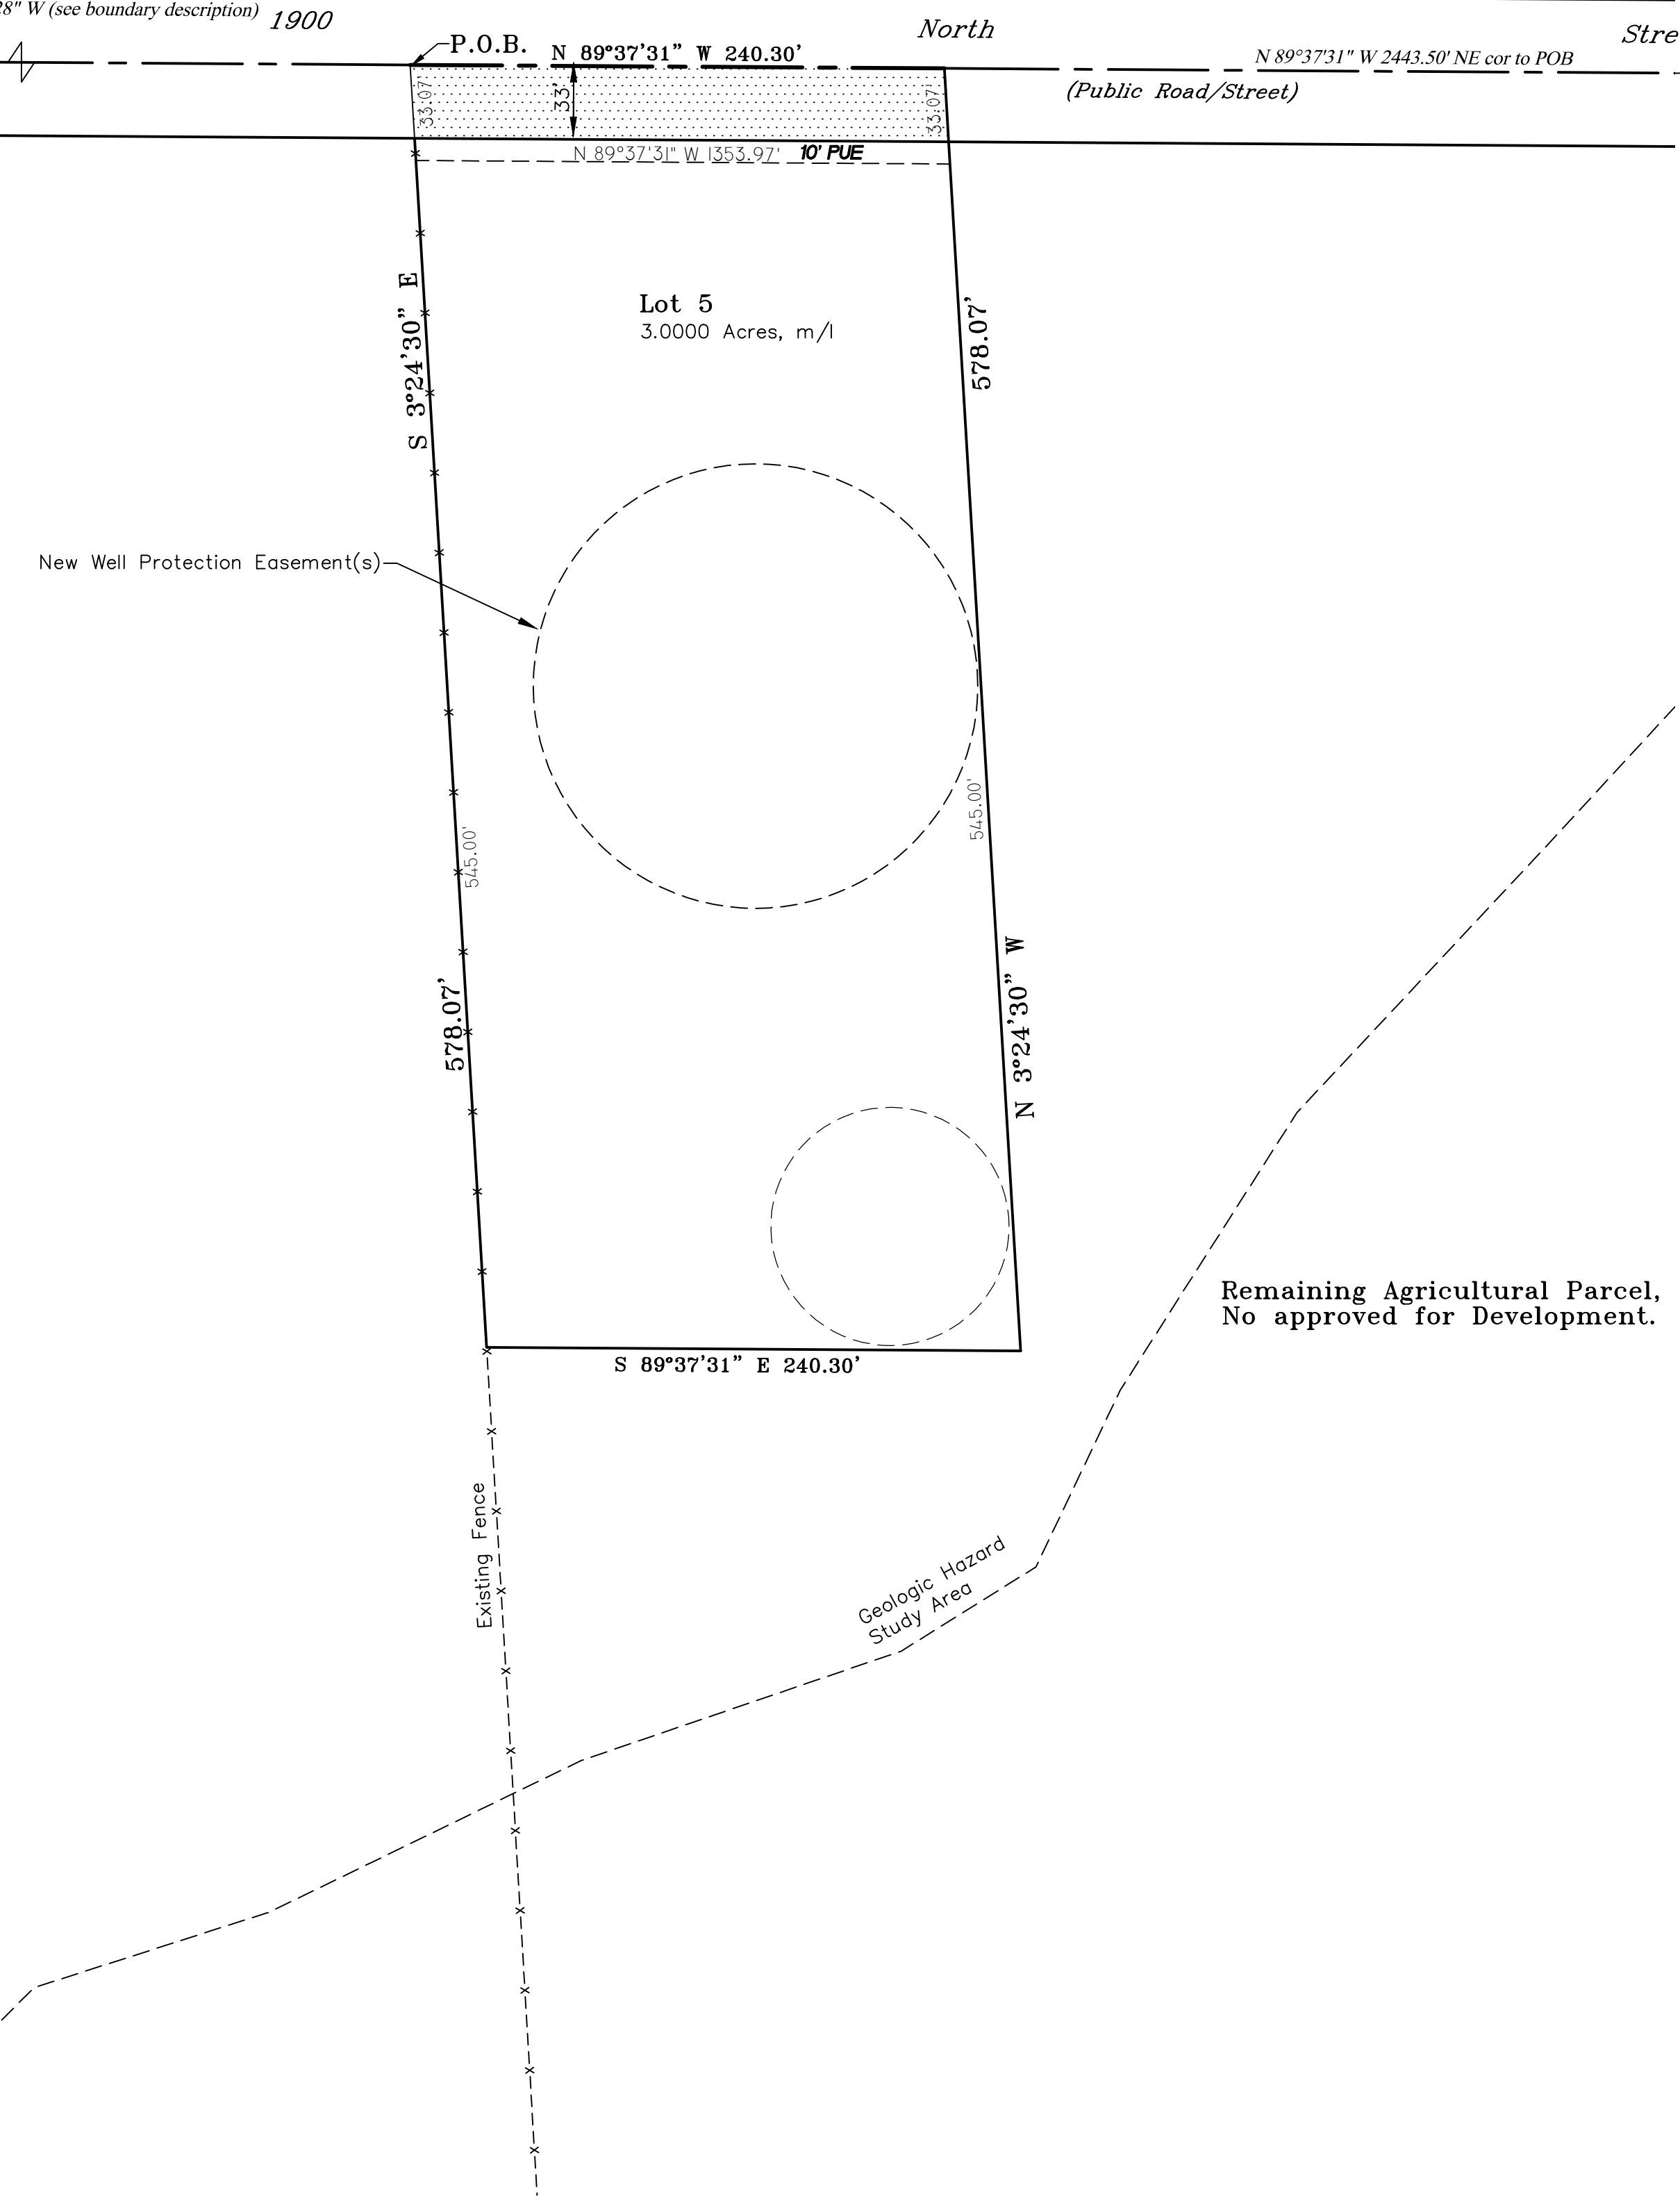 28" W (see boundary description)
1900
North
Stre
P.O.B.
N 89°37'31" W 240.30'
N 89°37'31" W 2443.50' NE cor to POB
(Public Road/Street)
33.07
33'
33.07
N 89°37'31" W 1353.97'
10' PUE
S 3°24'30" E
Lot 5
3.0000 Acres, m/l
578.07'
New Well Protection Easement(s)
545.00'
545.00'
578.07'
N 3°24'30" W
Remaining Agricultural Parcel,
No approved for Development.
S 89°37'31" E 240.30'
Existing Fence
Geologic Hazard
Study Area